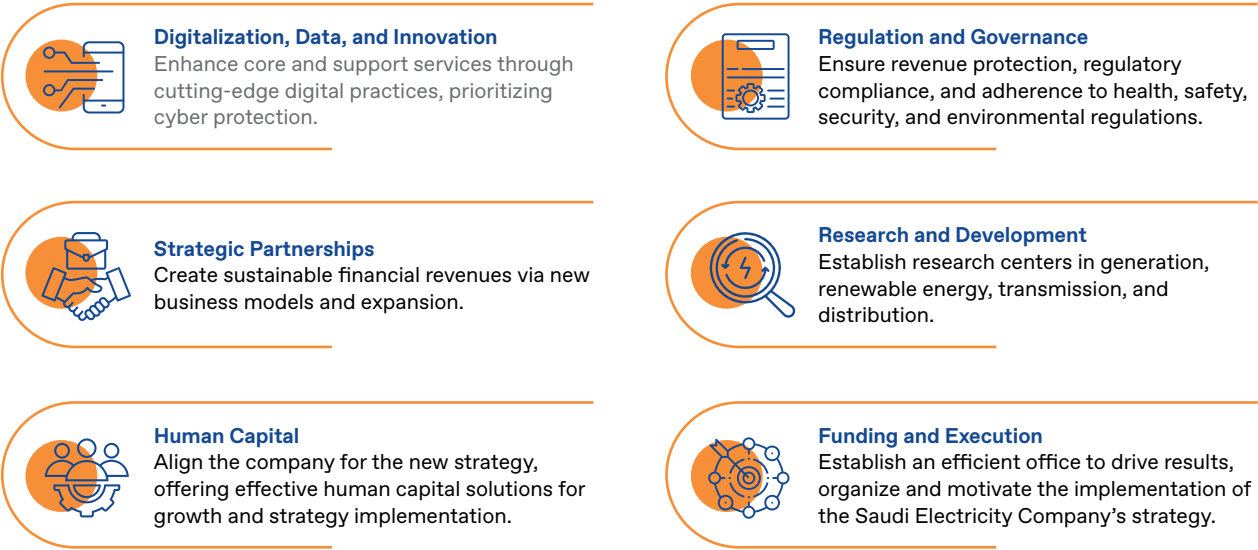 Digitalization, Data, and Innovation
Enhance core and support services through
cutting-edge digital practices, prioritizing
cyber protection.
Regulation and Governance
Ensure revenue protection, regulatory
compliance, and adherence to health, safety,
security, and environmental regulations.
Strategic Partnerships
Create sustainable financial revenues via new
business models and expansion.
Research and Development
Establish research centers in generation,
renewable energy, transmission, and
distribution.
Human Capital
Align the company for the new strategy,
offering effective human capital solutions for
growth and strategy implementation.
Funding and Execution
Establish an efficient office to drive results,
organize and motivate the implementation of
the Saudi Electricity Company’s strategy.